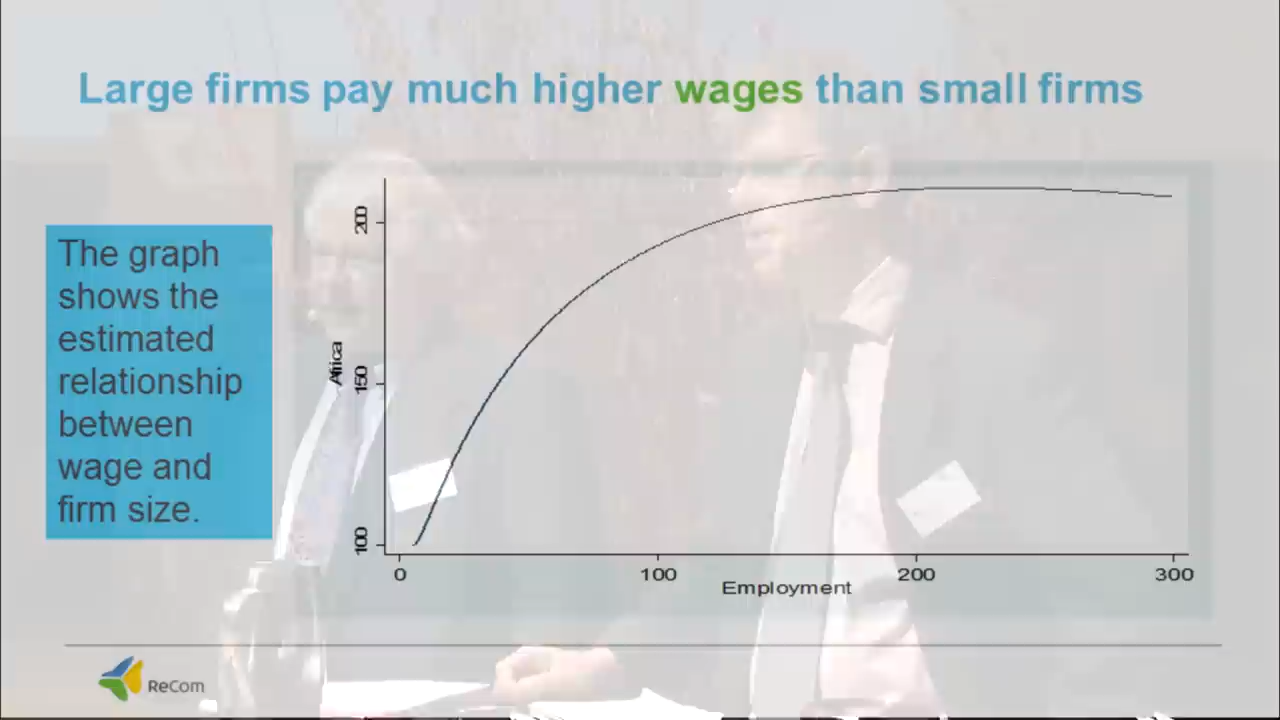 Large firms pay much higher wages than small firms
The graph
shows the
estimated
relationship
between
wage and
firm size.
200
150
100
Africa
0 100 200 300
Employment
ReCom